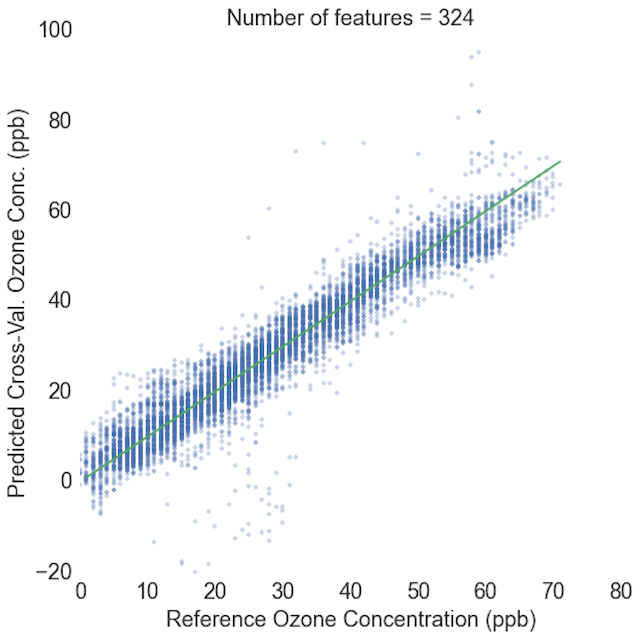 Number of features = 324
Predicted Cross-Val. Ozone Conc. (ppb)
100
80
60
40
20
0
−20
0 10 20 30 40 50 60 70 80
Reference Ozone Concentration (ppb)